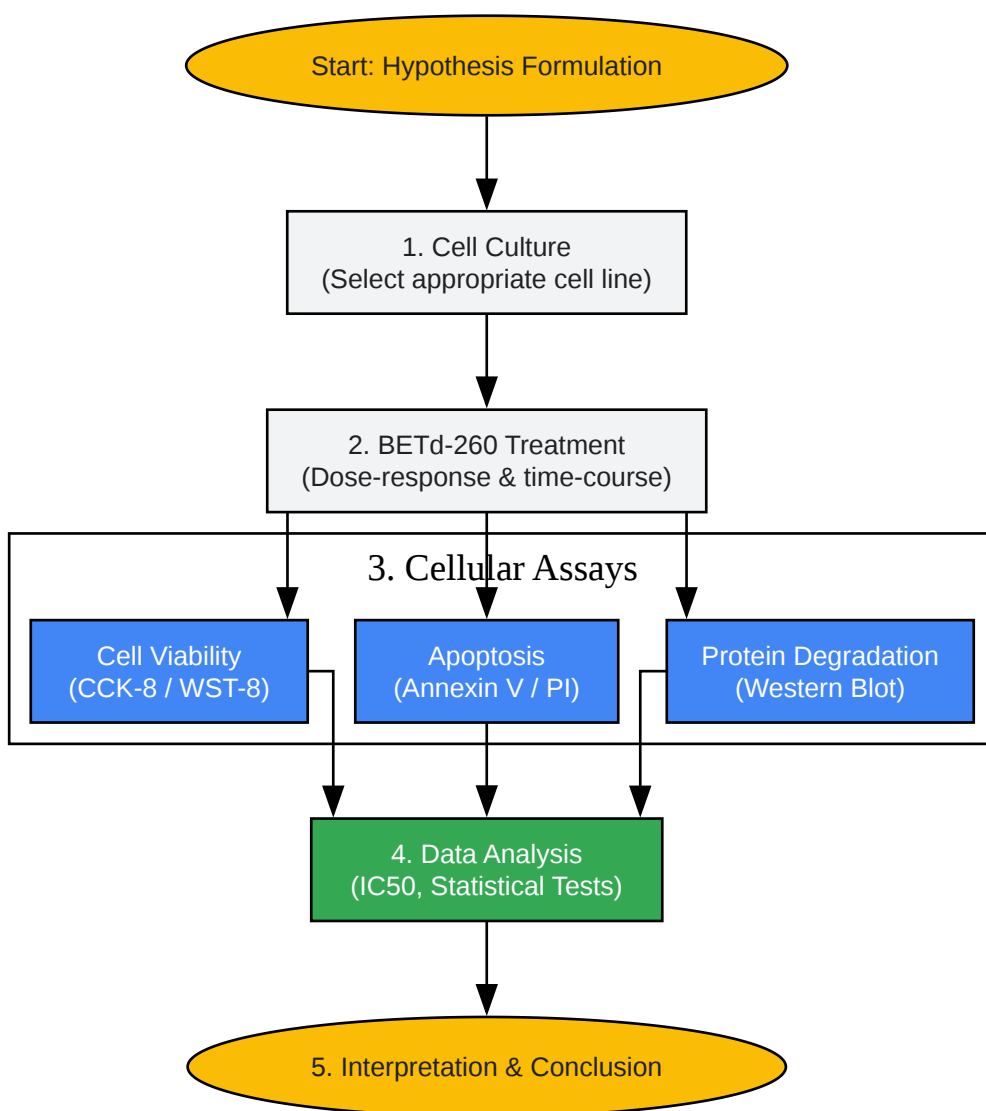 Start: Hypothesis Formulation
1. Cell Culture
(Select appropriate cell line)
2. BETd-260 Treatment
(Dose-response & time-course)
3. Cellular Assays
Cell Viability
(CCK-8 / WST-8)
Apoptosis
(Annexin V / PI)
Protein Degradation
(Western Blot)
4. Data Analysis
(IC50, Statistical Tests)
5. Interpretation & Conclusion